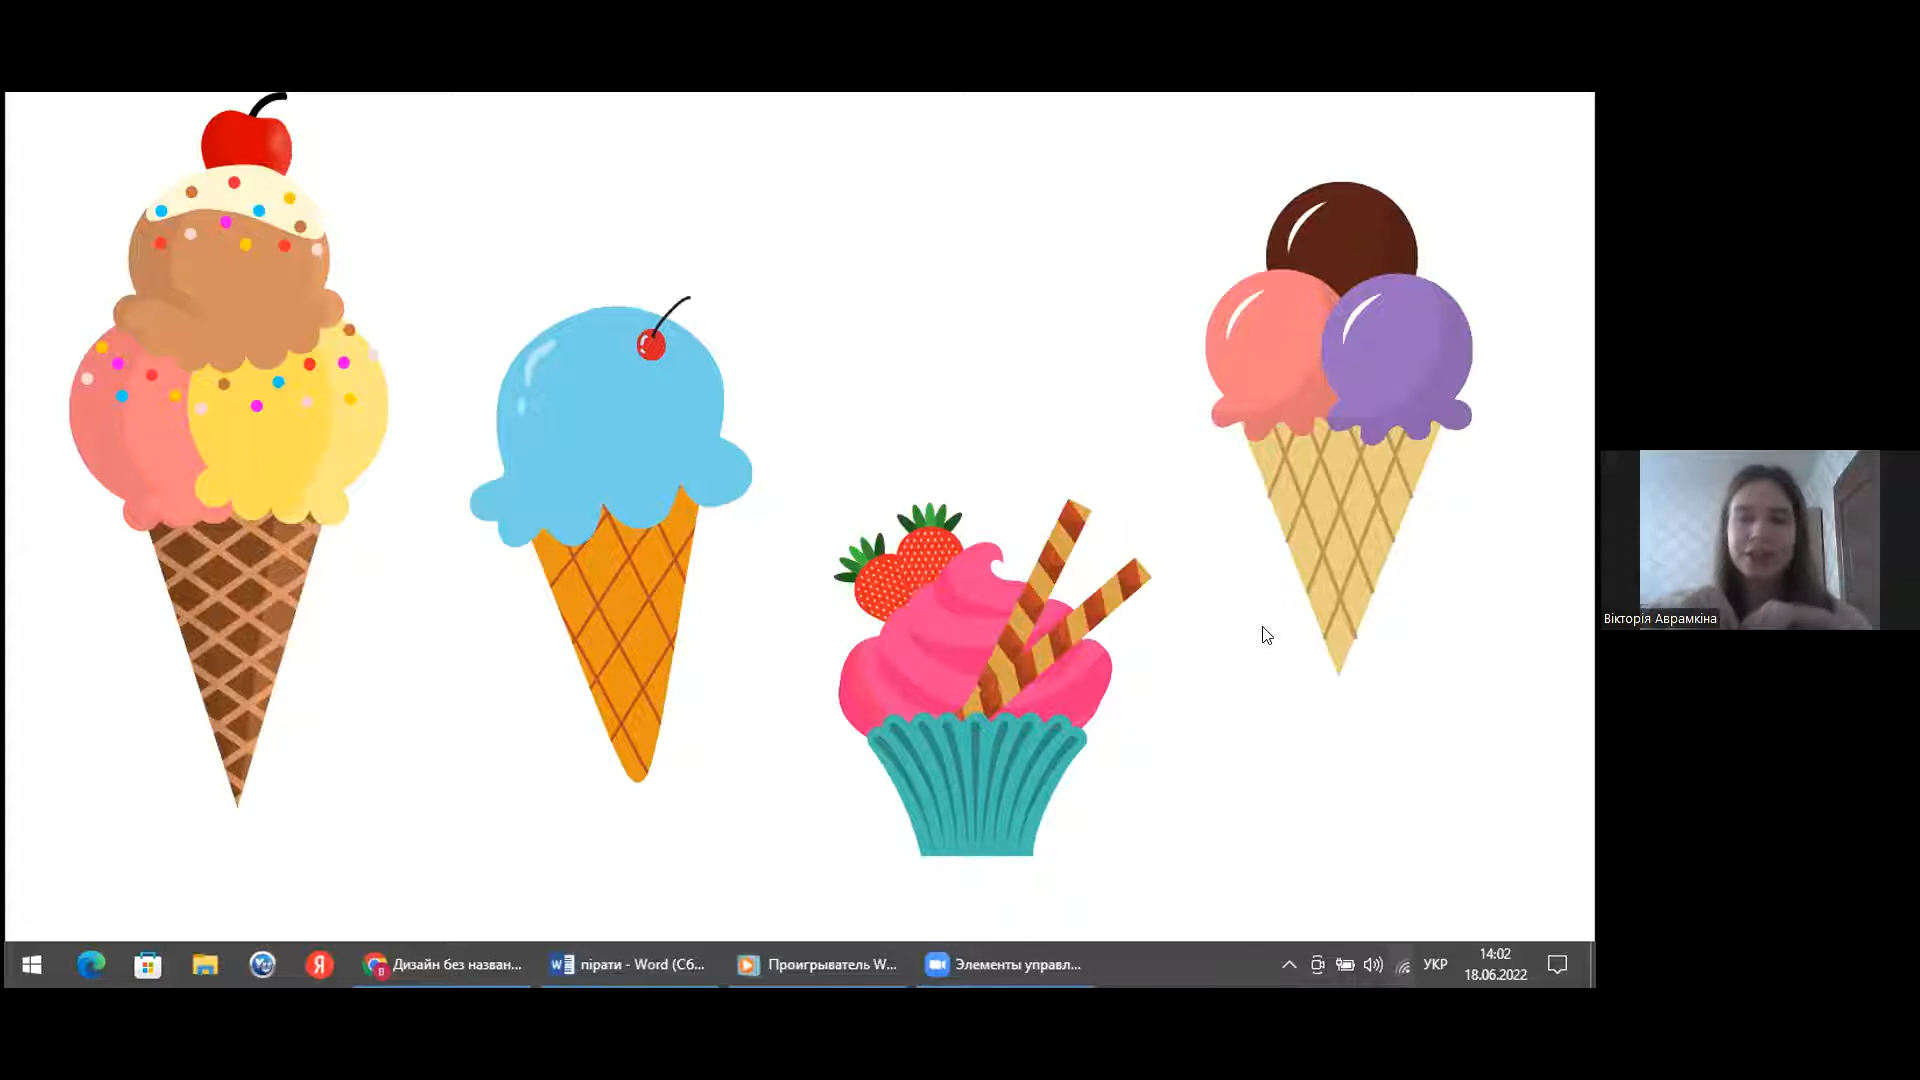 Вікторія Аврамкіна
Дизайн без назван...
пірати - Word (Сб...
Проигрыватель W...
Элементы управл...
УКР
14:02
18.06.2022